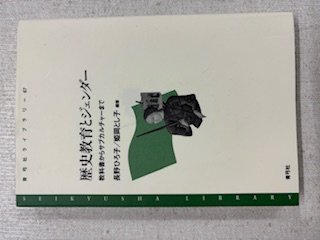 青弓社ライブラリー67
歴史教育とジェンダー
教科書からサブカルチャーまで
長野ひろ子/姫岡とし子 編著
青弓社
SEIKYUSHA LIBRARY